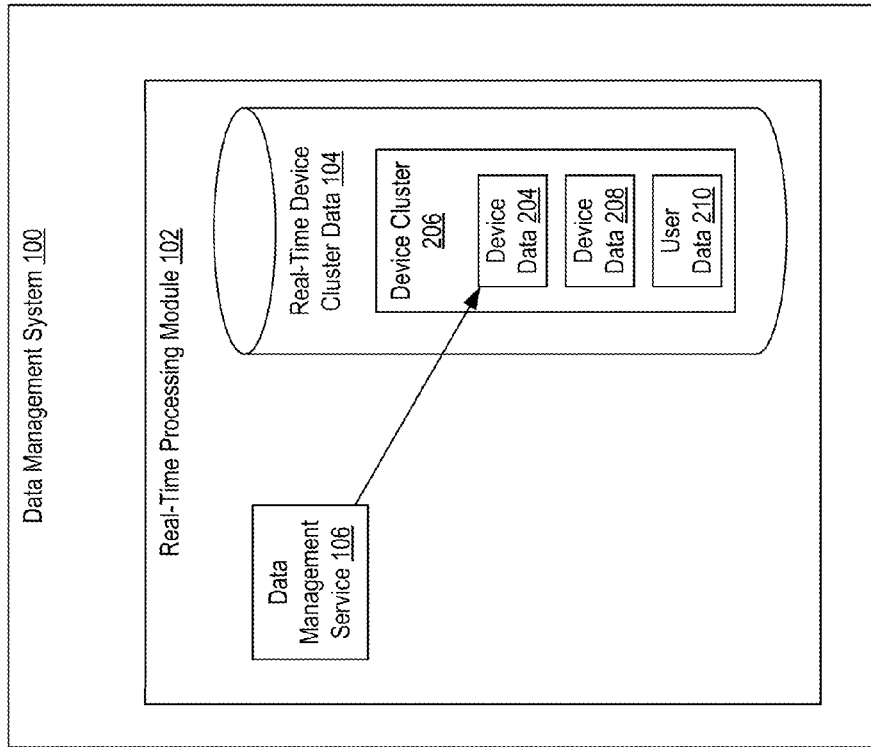 Data Management System 100
Real-Time Processing Module 102
Data
Management
Service 106
Real-Time Device
Cluster Data 104
Device Cluster
206
Device
Data 204
Device
Data 208
User
Data 210